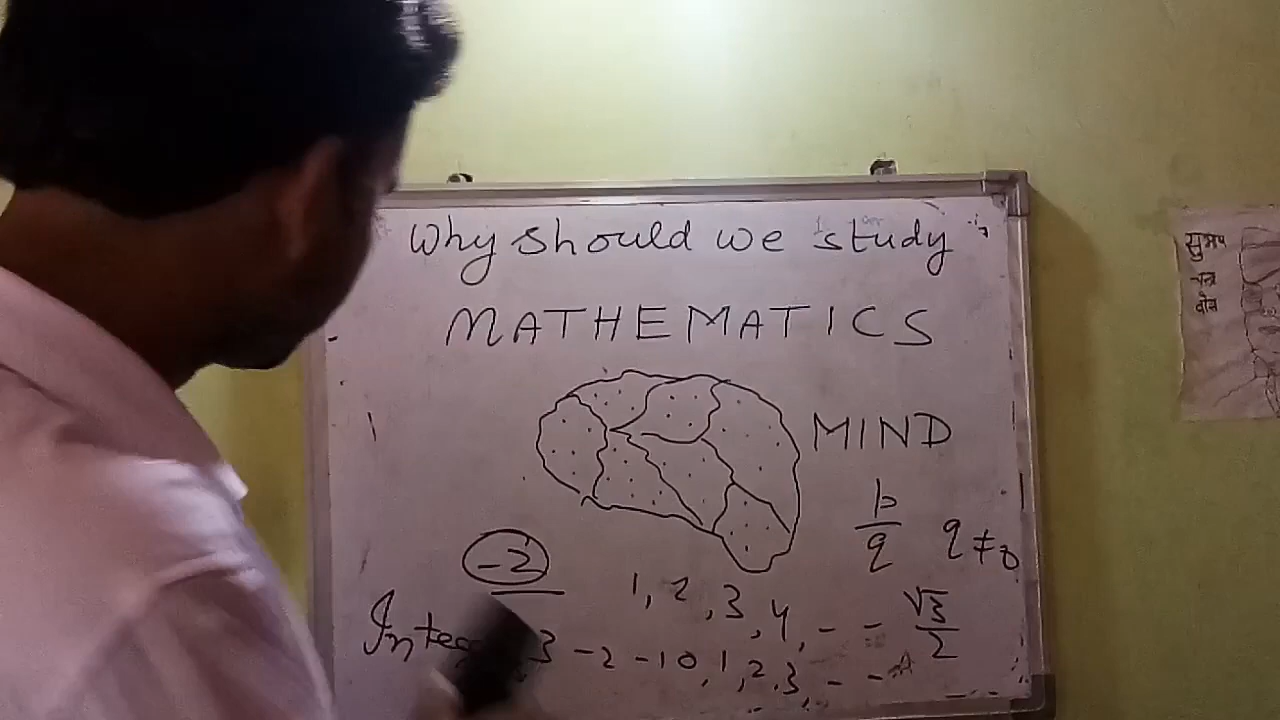 Why should we study
MATHEMATICS
MIND
p/q q≠0
-2
1, 2, 3, 4, - -
√3/2
3 -2 -1 0, 1, 2, 3, - -